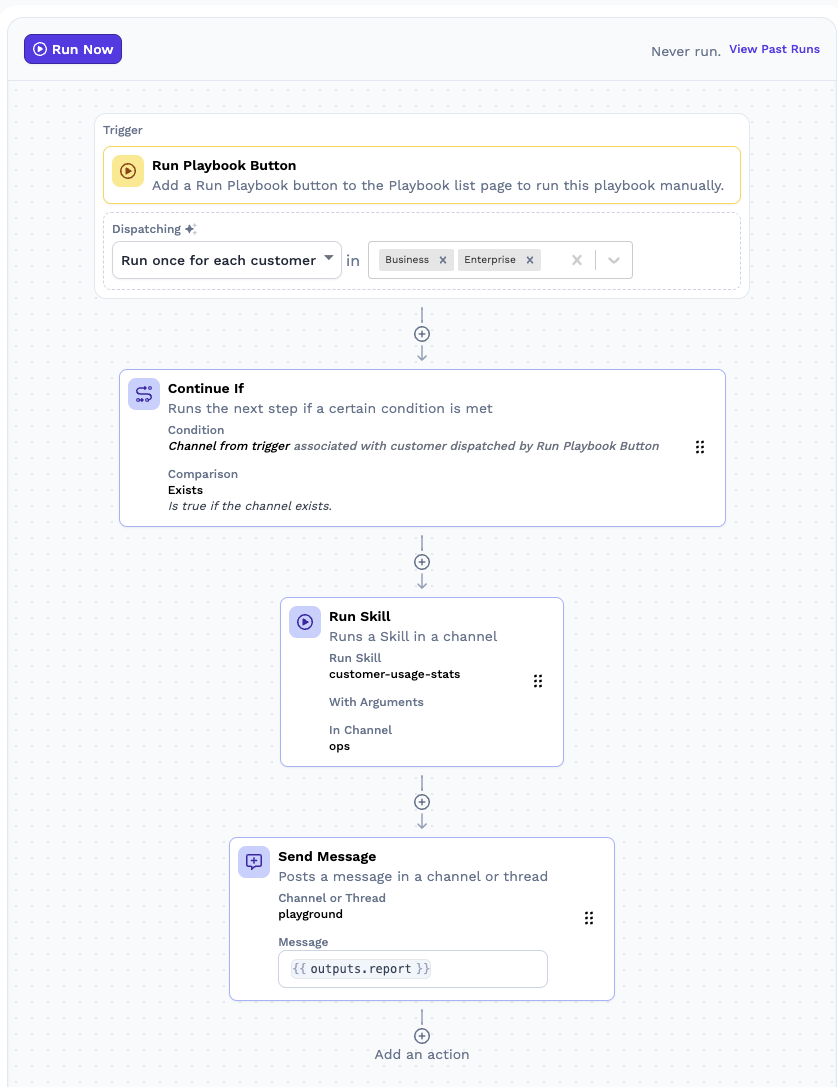 Run Now
Never run. View Past Runs
Trigger
Run Playbook Button
Add a Run Playbook button to the Playbook list page to run this playbook manually.
Dispatching
Run once for each customer in Business Enterprise
Continue If
Runs the next step if a certain condition is met
Condition
Channel from trigger associated with customer dispatched by Run Playbook Button
Comparison
Exists
Is true if the channel exists.
Run Skill
Runs a Skill in a channel
Run Skill
customer-usage-stats
With Arguments
In Channel
ops
Send Message
Posts a message in a channel or thread
Channel or Thread
playground
Message
{{ outputs.report }}
Add an action